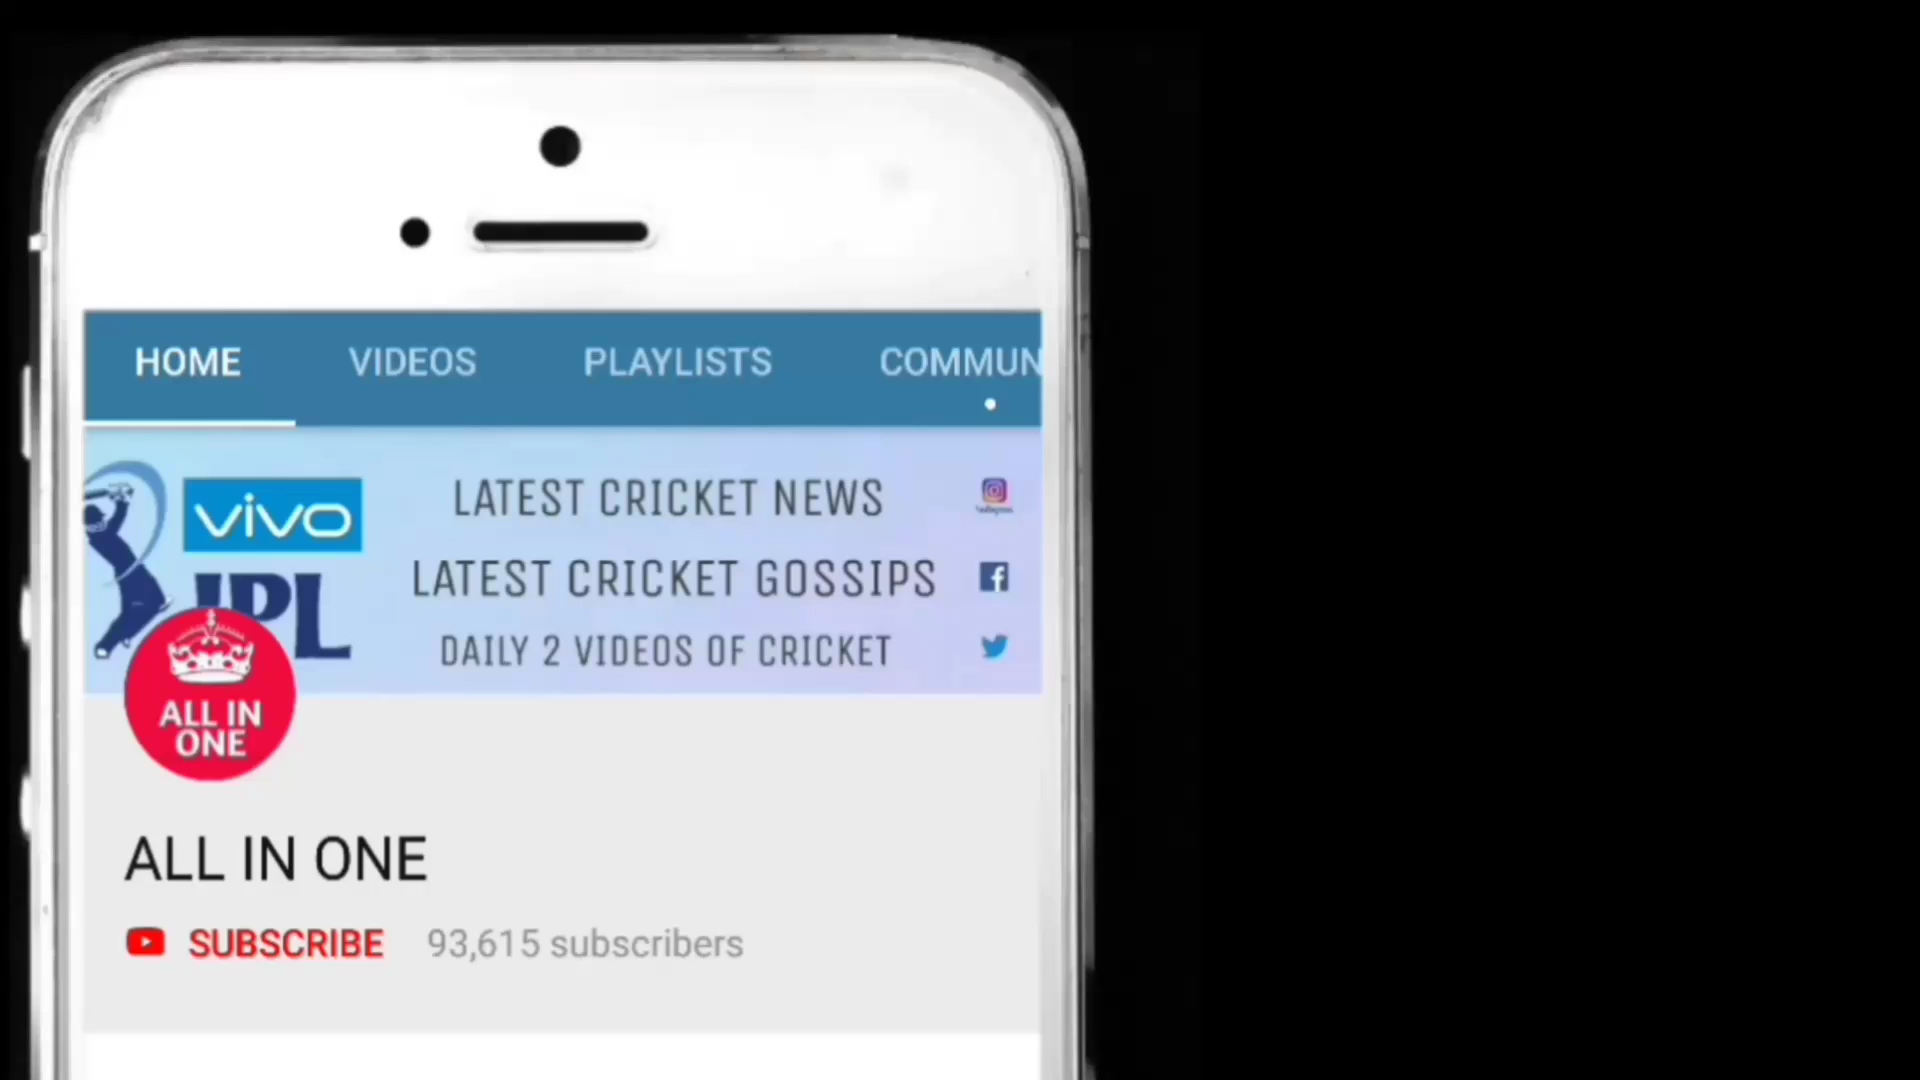 HOME VIDEOS PLAYLISTS COMMUN
vivo
IPL
LATEST CRICKET NEWS
LATEST CRICKET GOSSIPS
DAILY 2 VIDEOS OF CRICKET
ALL IN
ONE
ALL IN ONE
SUBSCRIBE 93,615 subscribers